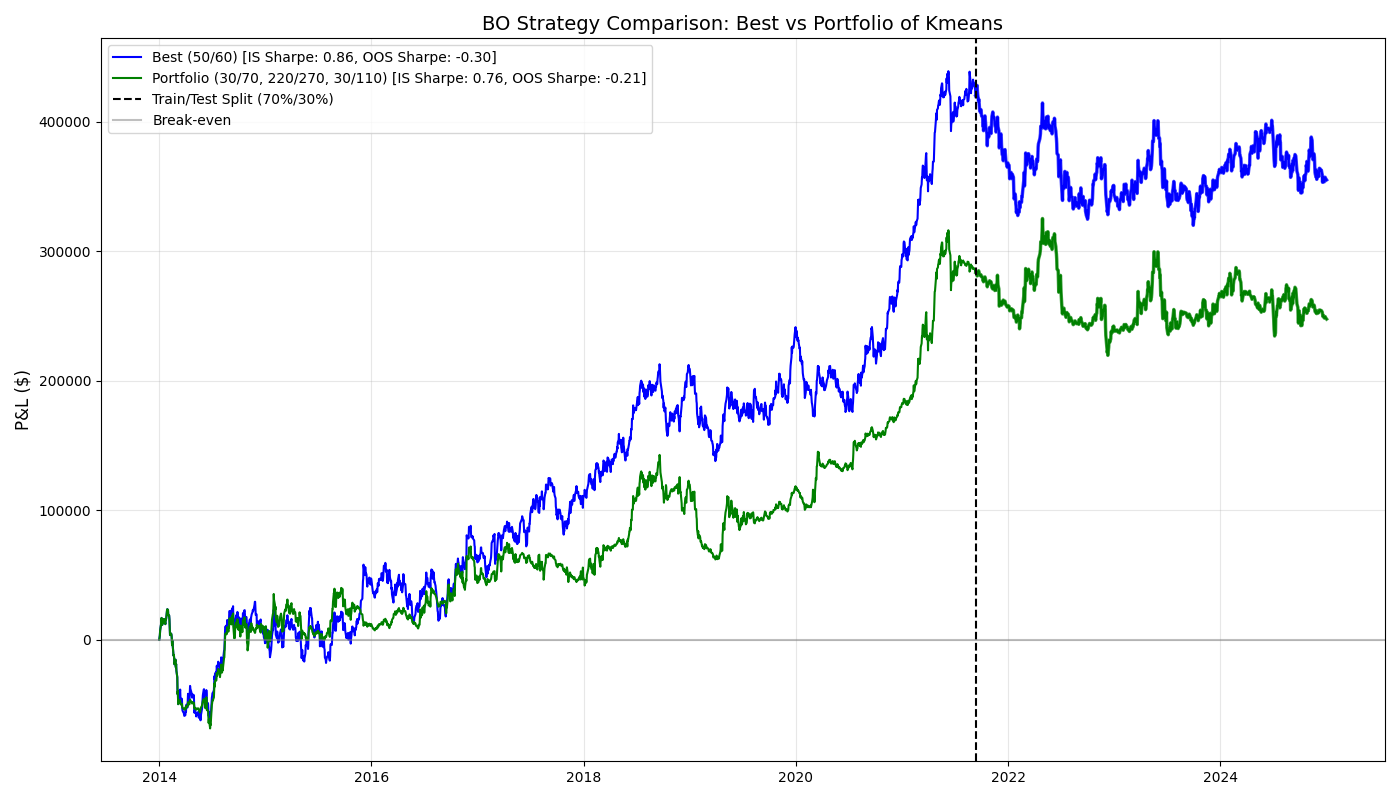 BO Strategy Comparison: Best vs Portfolio of Kmeans
Best (50/60) [IS Sharpe: 0.86, OOS Sharpe: -0.30]
Portfolio (30/70, 220/270, 30/110) [IS Sharpe: 0.76, OOS Sharpe: -0.21]
Train/Test Split (70%/30%)
Break-even
P&L ($)
400000
300000
200000
100000
0
2014
2016
2018
2020
2022
2024